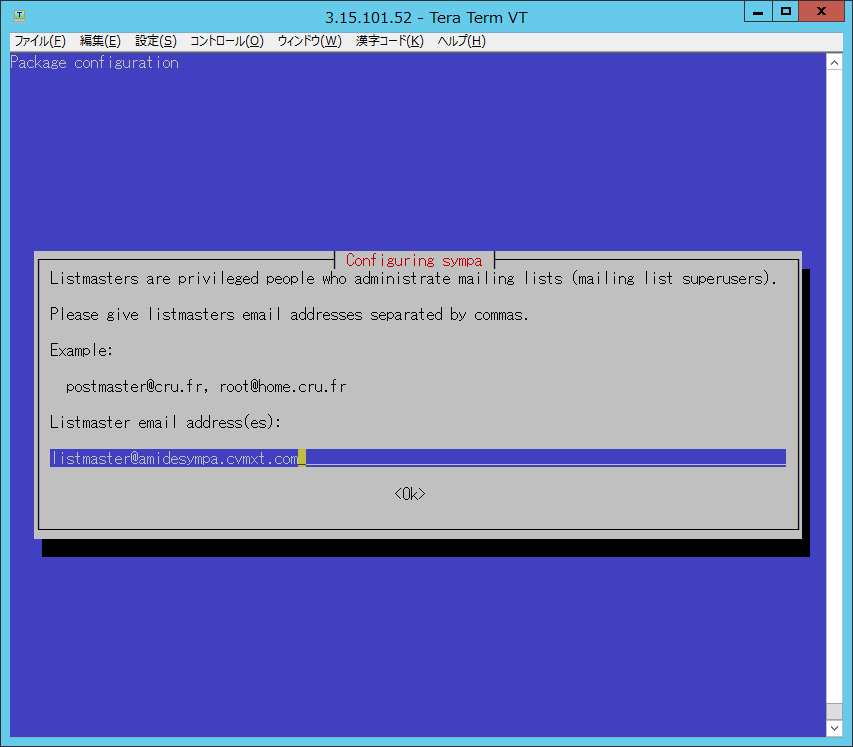 3.15.101.52 - Tera Term VT
ファイル(F) 編集(E) 設定(S) コントロール(O) ウィンドウ(W) 漢字コード(K) ヘルプ(H)
Package configuration
Configuring sympa
Listmasters are privileged people who administrate mailing lists (mailing list superusers).
Please give listmasters email addresses separated by commas.
Example:
postmaster@cru.fr, root@home.cru.fr
Listmaster email address(es):
listmaster@amidesympa.cvmxt.com
<Ok>